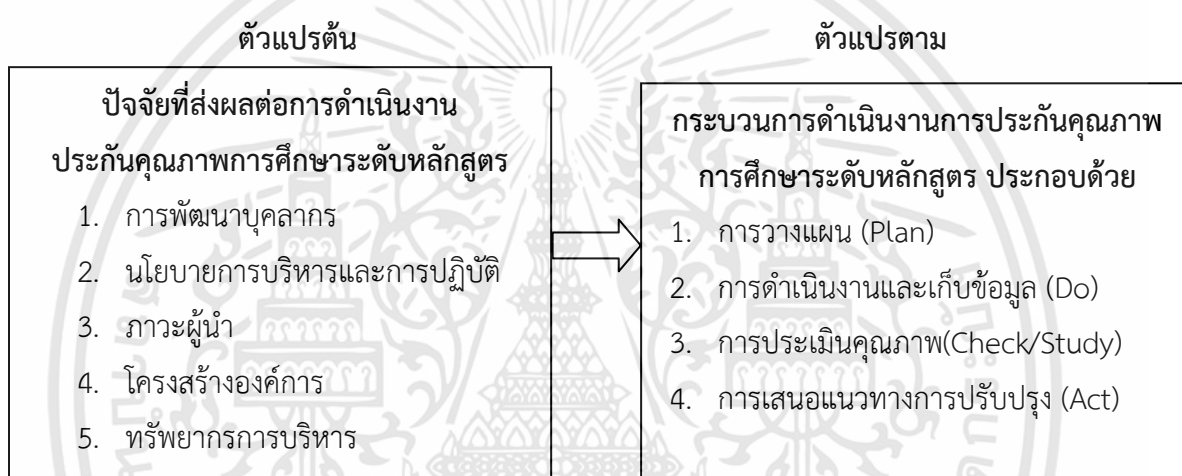 ตัวแปรต้น
ปัจจัยที่ส่งผลต่อการดำเนินงาน
ประกันคุณภาพการศึกษาระดับหลักสูตร
1. การพัฒนาบุคลากร
2. นโยบายการบริหารและการปฏิบัติ
3. ภาวะผู้นำ
4. โครงสร้างองค์การ
5. ทรัพยากรการบริหาร
ตัวแปรตาม
กระบวนการดำเนินงานการประกันคุณภาพ
การศึกษาระดับหลักสูตร ประกอบด้วย
1. การวางแผน (Plan)
2. การดำเนินงานและเก็บข้อมูล (Do)
3. การประเมินคุณภาพ(Check/Study)
4. การเสนอแนวทางการปรับปรุง (Act)